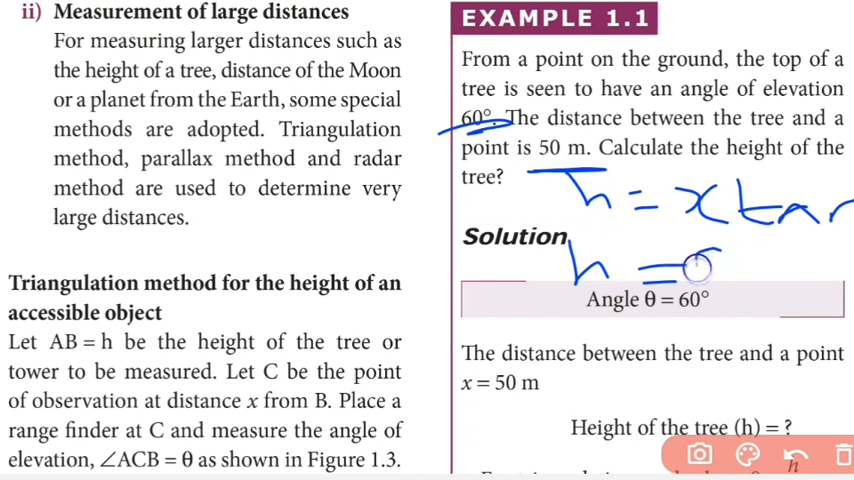 ii) Measurement of large distances
For measuring larger distances such as
the height of a tree, distance of the Moon
or a planet from the Earth, some special
methods are adopted. Triangulation
method, parallax method and radar
method are used to determine very
large distances.
Triangulation method for the height of an
accessible object
Let AB = h be the height of the tree or
tower to be measured. Let C be the point
of observation at distance x from B. Place a
range finder at C and measure the angle of
elevation, ∠ACB = θ as shown in Figure 1.3.
EXAMPLE 1.1
From a point on the ground, the top of a
tree is seen to have an angle of elevation
60°. The distance between the tree and a
point is 50 m. Calculate the height of the
tree?
h = x tan
Solution
h =
Angle θ = 60°
The distance between the tree and a point
x = 50 m
Height of the tree (h) = ?
h